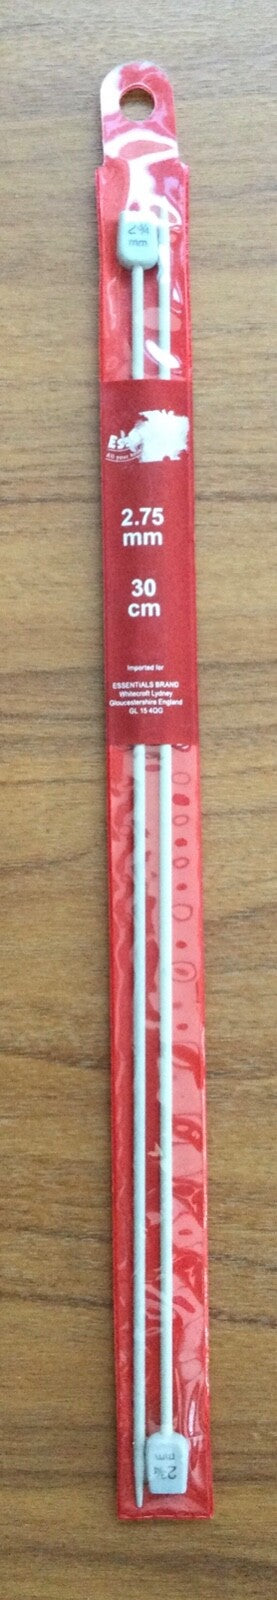 2¾
mm
2.75
mm
30
cm
Imported for
ESSENTIALS BRAND
Whitecroft Lydney
Gloucestershire England
GL 15 4QG
2¾
mm